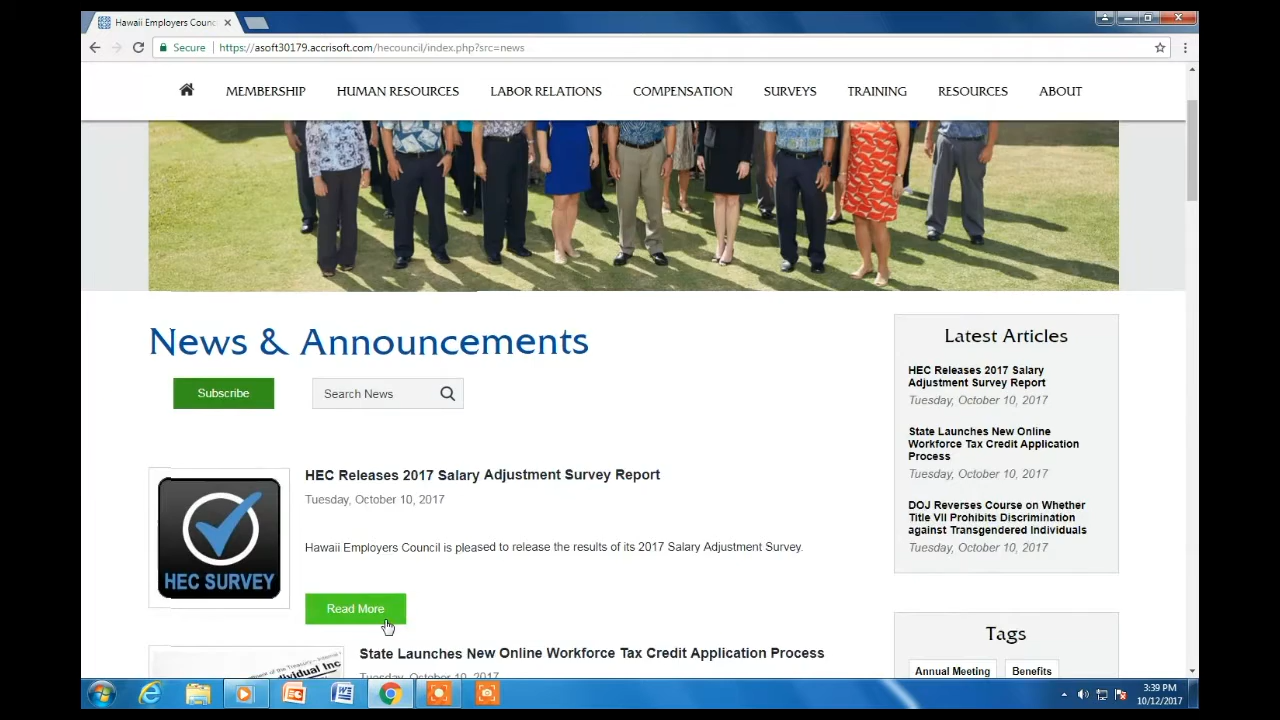 Hawaii Employers Counc
Secure https://asoft30179.accrisoft.com/hecouncil/index.php?src=news
MEMBERSHIP HUMAN RESOURCES LABOR RELATIONS COMPENSATION SURVEYS TRAINING RESOURCES ABOUT
News & Announcements
Subscribe
Search News
HEC Releases 2017 Salary Adjustment Survey Report
Tuesday, October 10, 2017
Hawaii Employers Council is pleased to release the results of its 2017 Salary Adjustment Survey.
HEC SURVEY
Read More
State Launches New Online Workforce Tax Credit Application Process
Tuesday, October 10, 2017
Latest Articles
HEC Releases 2017 Salary
Adjustment Survey Report
Tuesday, October 10, 2017
State Launches New Online
Workforce Tax Credit Application
Process
Tuesday, October 10, 2017
DOJ Reverses Course on Whether
Title VII Prohibits Discrimination
against Transgendered Individuals
Tuesday, October 10, 2017
Tags
Annual Meeting Benefits
3:39 PM
10/12/2017